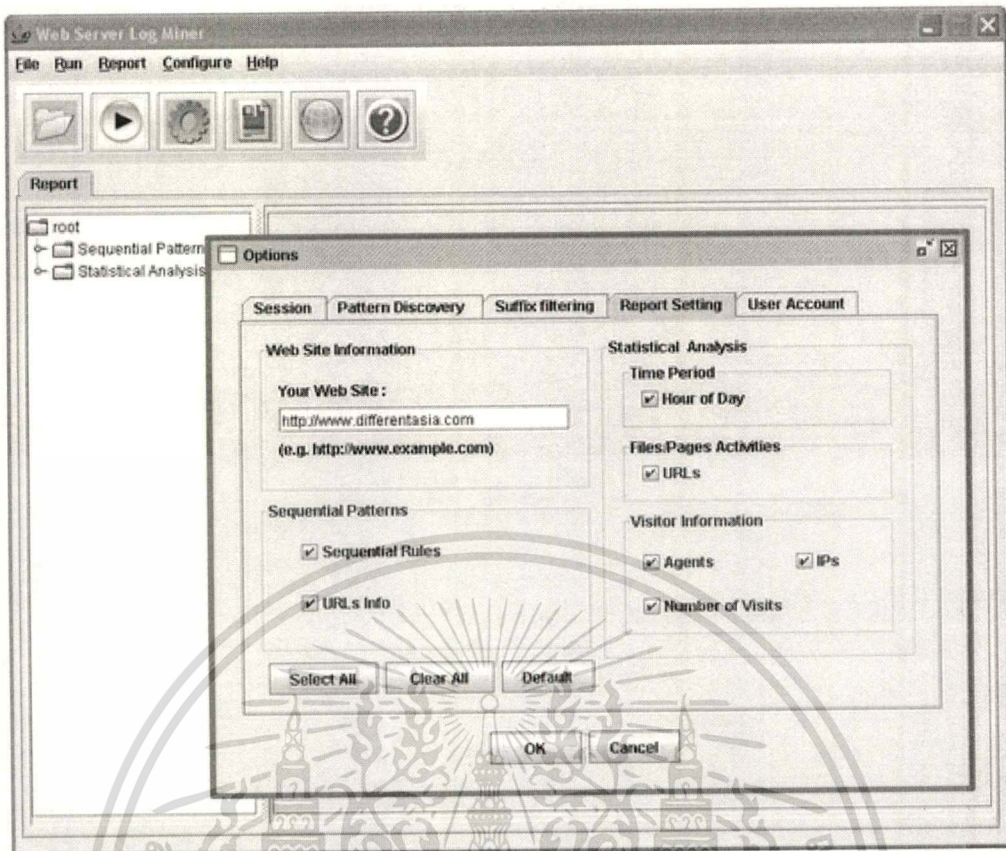 Web Server Log Miner
File Run Report Configure Help
Report
root
Sequential Pattern
Statistical Analysis
Options
Session Pattern Discovery Suffix filtering Report Setting User Account
Web Site Information
Your Web Site :
http://www.differentasia.com
(e.g. http://www.example.com)
Sequential Patterns
Sequential Rules
URLs Info
Statistical Analysis
Time Period
Hour of Day
Files/Pages Activities
URLs
Visitor Information
Agents IPs
Number of Visits
Select All Clear All Default
OK Cancel